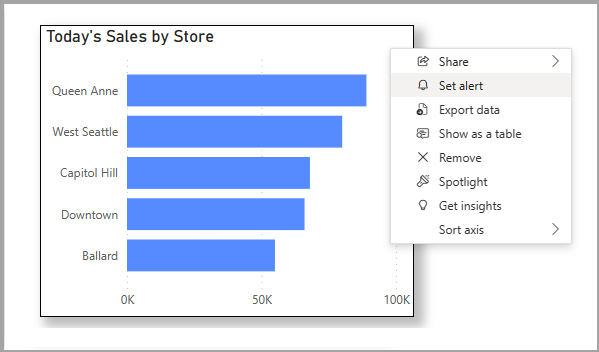 Today's Sales by Store
Queen Anne
West Seattle
Capitol Hill
Downtown
Ballard
0K
50K
100K
Share
Set alert
Export data
Show as a table
Remove
Spotlight
Get insights
Sort axis